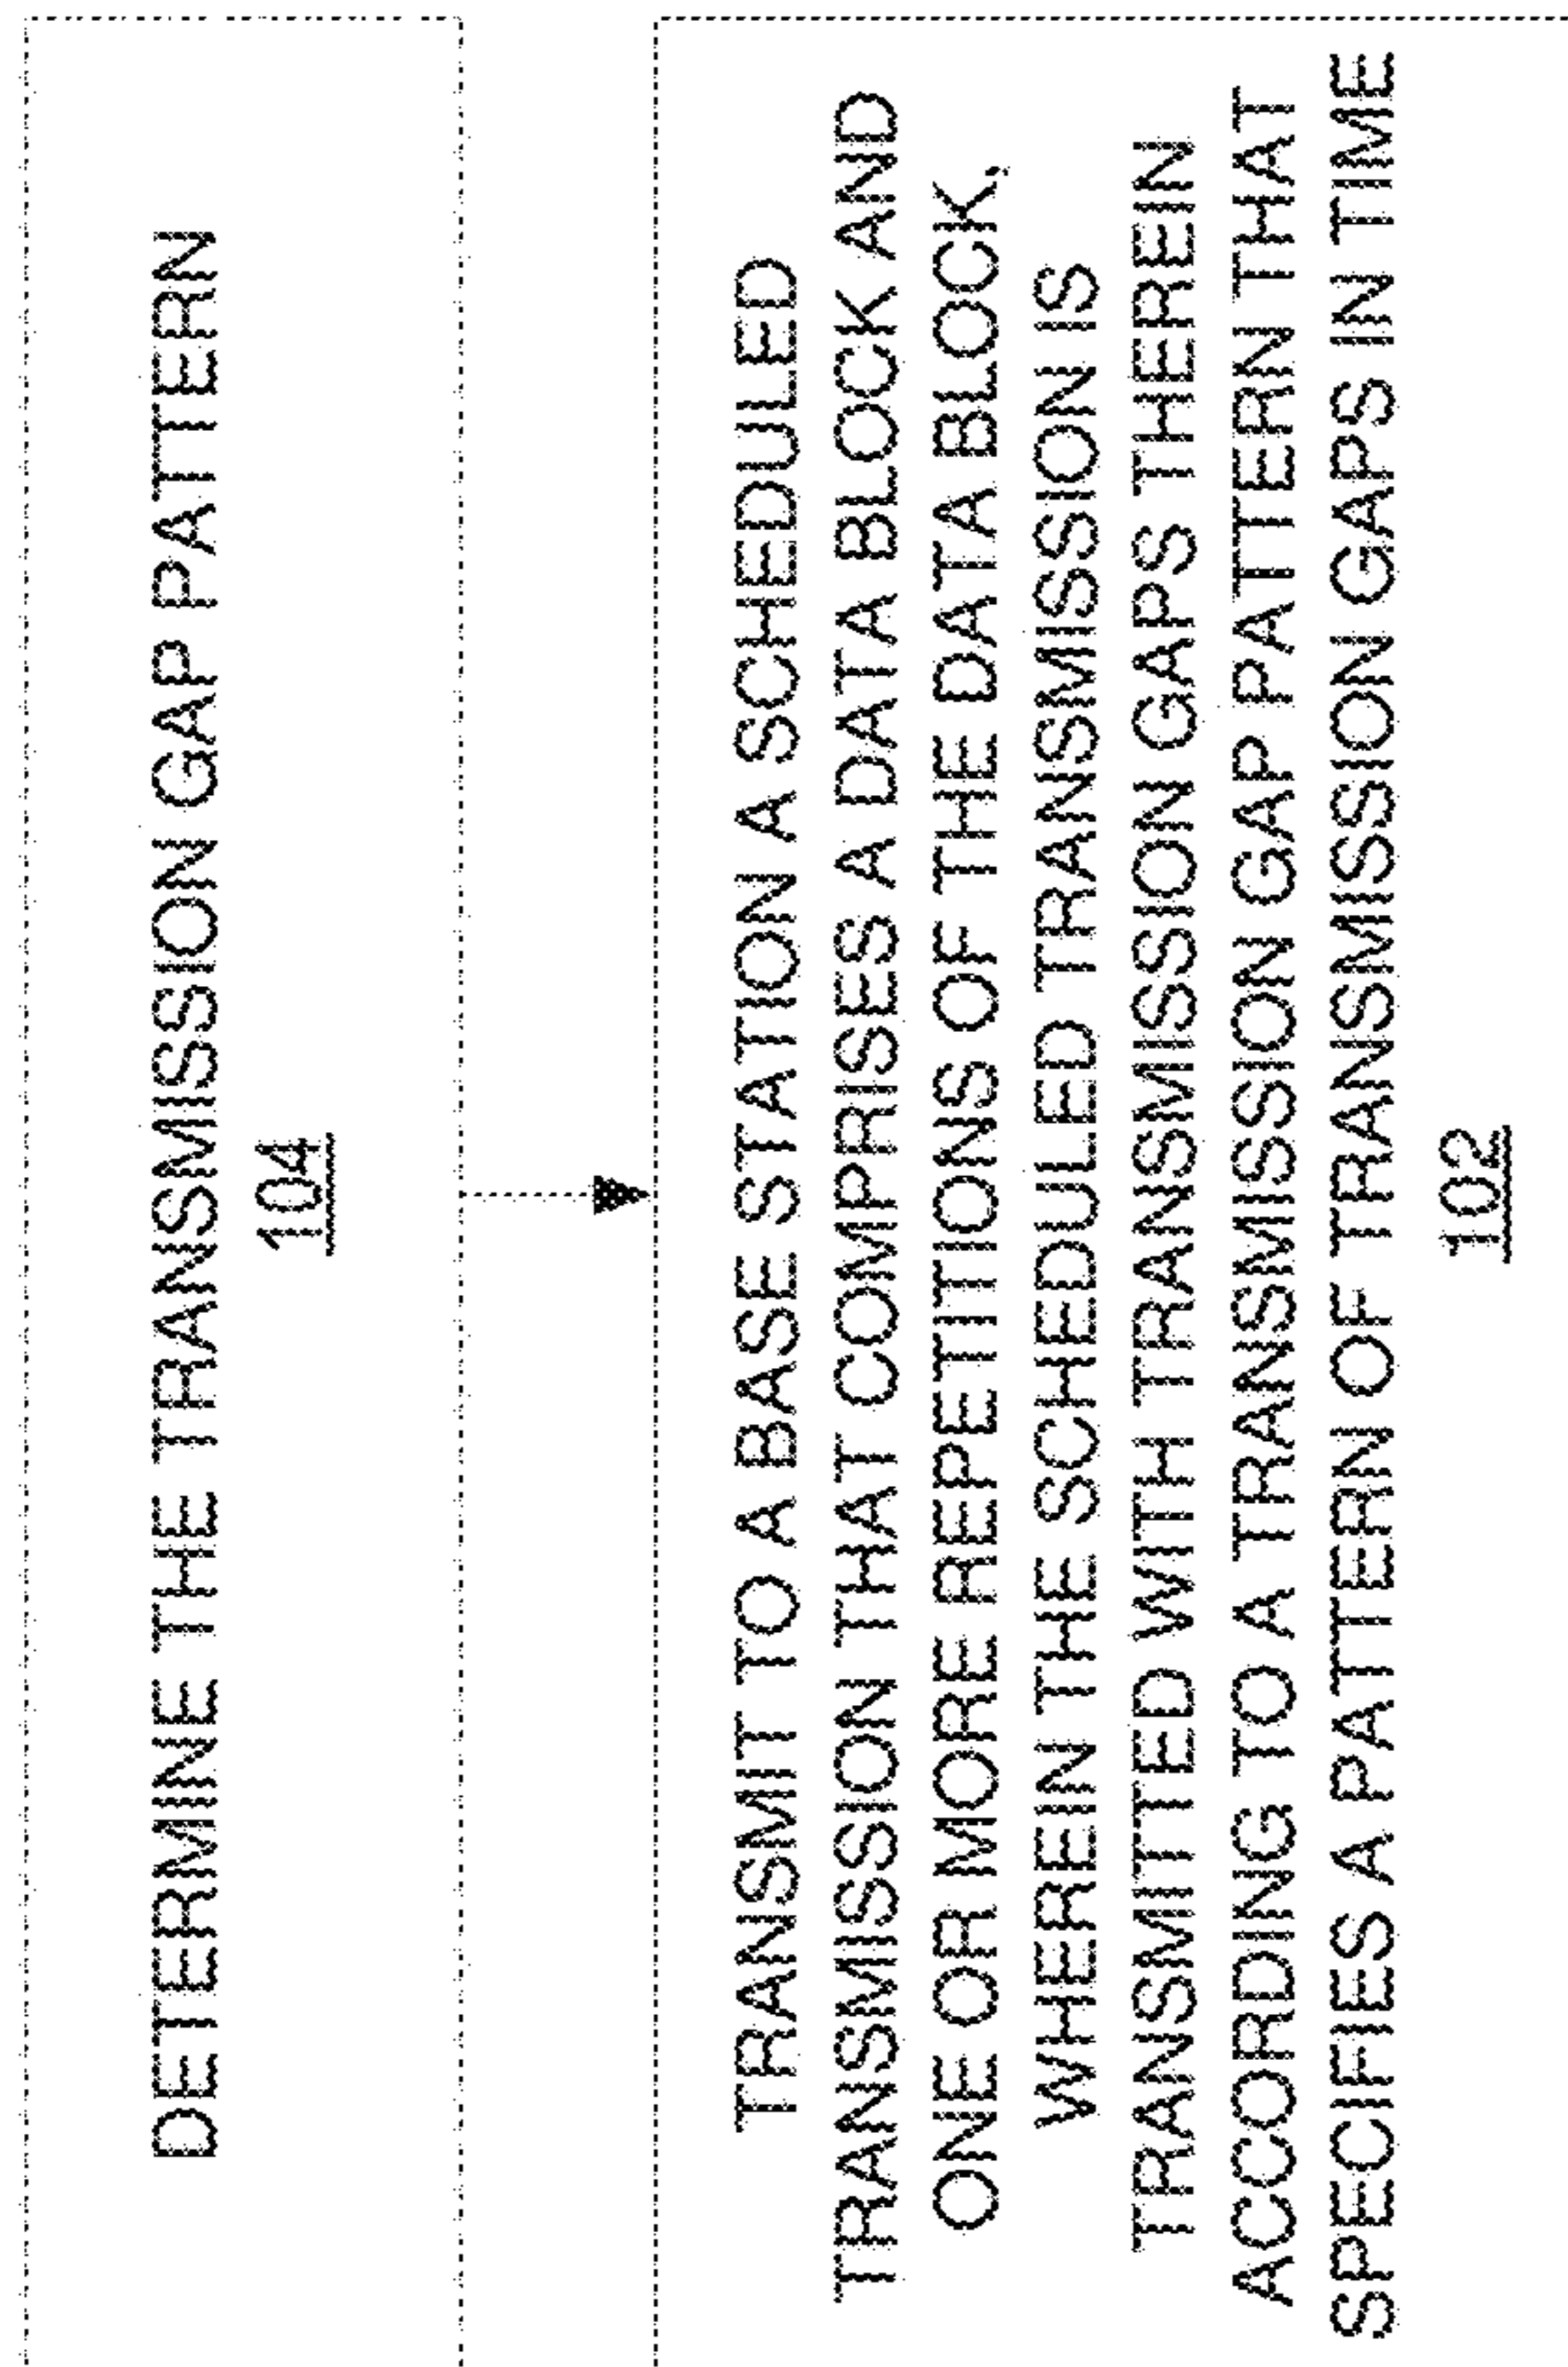 DETERMINE THE TRANSMISSION GAP PATTERN
104
TRANSMIT TO A BASE STATION A SCHEDULED
TRANSMISSION THAT COMPRISES A DATA BLOCK AND
ONE OR MORE REPETITIONS OF THE DATA BLOCK,
WHEREIN THE SCHEDULED TRANSMISSION IS
TRANSMITTED WITH TRANSMISSION GAPS THEREIN
ACCORDING TO A TRANSMISSION GAP PATTERN THAT
SPECIFIES A PATTERN OF TRANSMISSION GAPS IN TIME
102